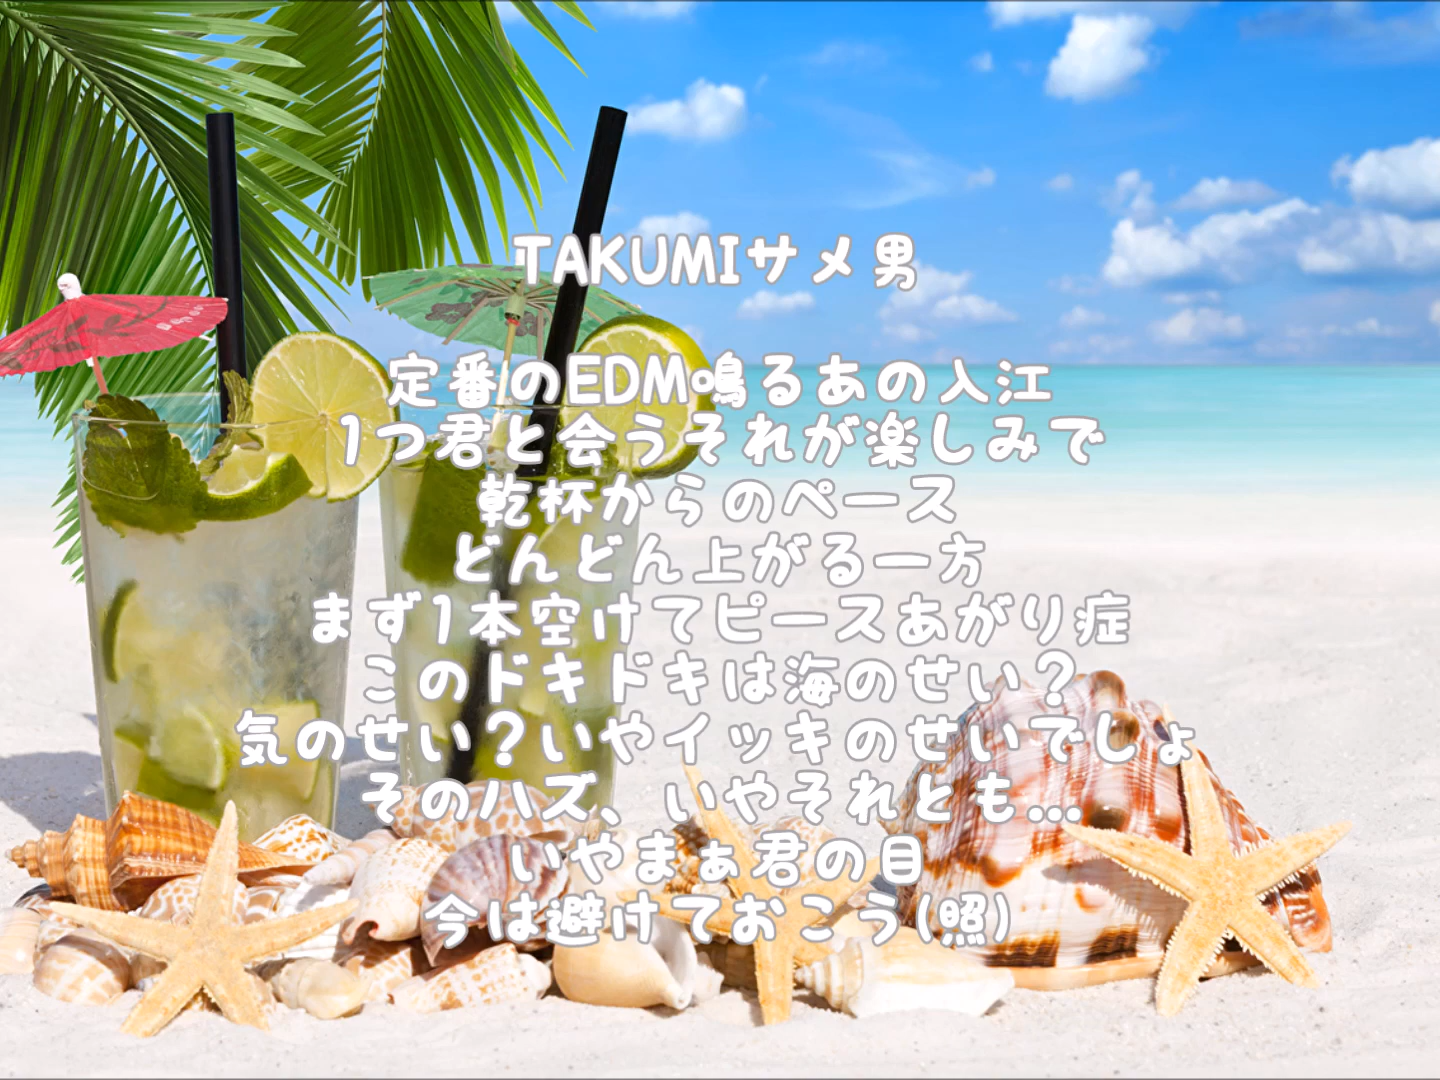 TAKUMIサメ男
定番のEDM鳴るあの入江
1つ君と会うそれが楽しみで
乾杯からのペース
どんどん上がる一方
まず1本空けてピースあがり症
このドキドキは海のせい？
気のせい？いやイッキのせいでしょ
そのハズ、いやそれとも...
いやまぁ君の目
今は避けておこう(照)